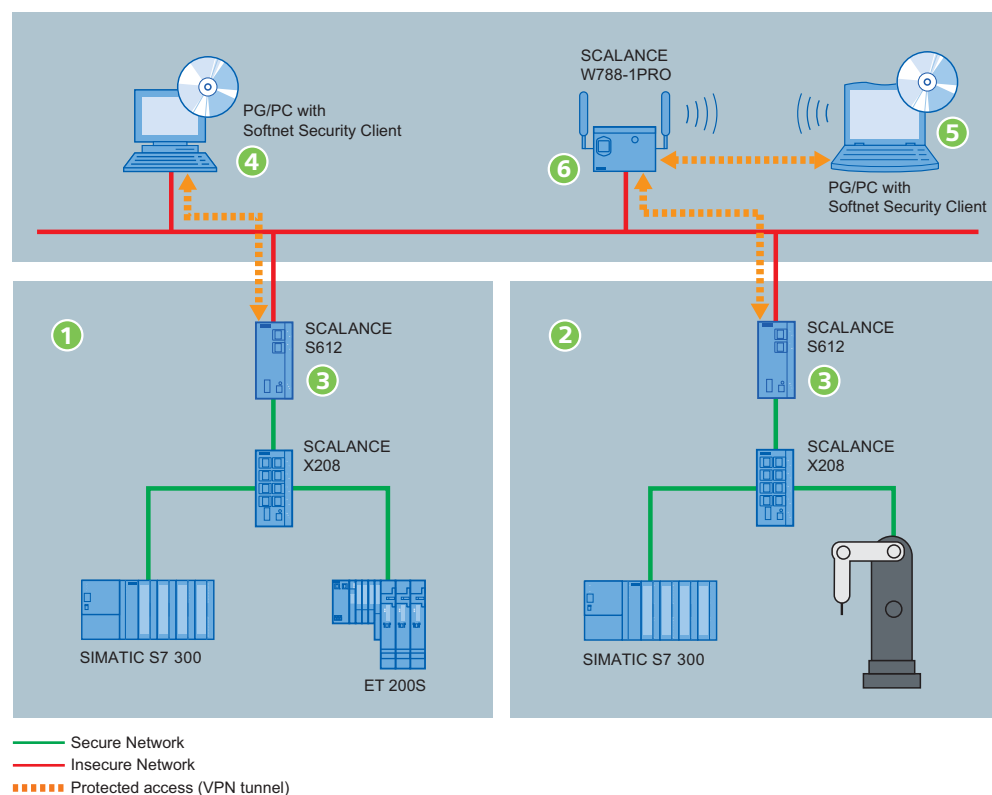 SCALANCE
W788-1PRO
PG/PC with
Softnet Security Client
4
5
6
PG/PC with
Softnet Security Client
1
SCALANCE
S612
3
SCALANCE
X208
SIMATIC S7 300
ET 200S
2
SCALANCE
S612
3
SCALANCE
X208
SIMATIC S7 300
Secure Network
Insecure Network
Protected access (VPN tunnel)